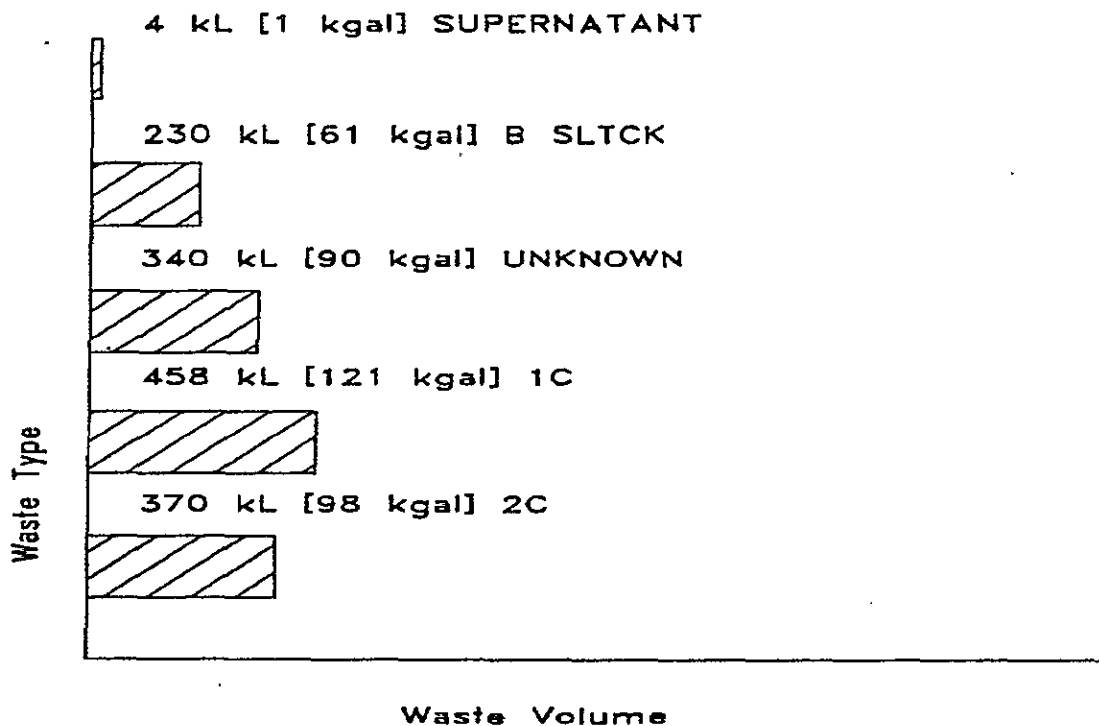 4 kL [1 kgal] SUPERNATANT
230 kL [61 kgal] B SLTCK
340 kL [90 kgal] UNKNOWN
458 kL [121 kgal] 1C
370 kL [98 kgal] 2C
Waste Type
Waste Volume